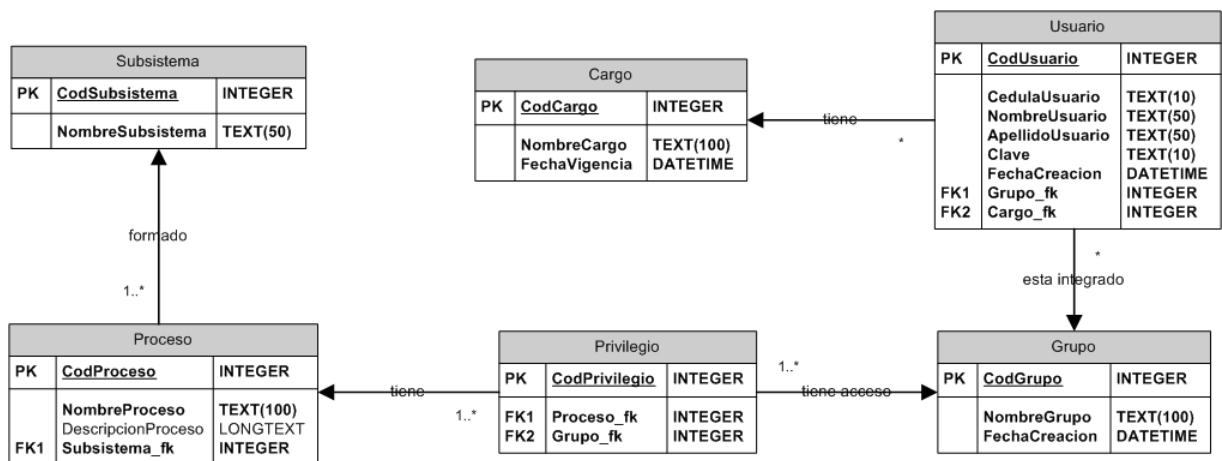 Subsistema
PK CodSubsistema INTEGER
NombreSubsistema TEXT(50)
Cargo
PK CodCargo INTEGER
NombreCargo TEXT(100)
FechaVigencia DATETIME
Usuario
PK CodUsuario INTEGER
CedulaUsuario TEXT(10)
NombreUsuario TEXT(50)
ApellidoUsuario TEXT(50)
Clave TEXT(10)
FechaCreacion DATETIME
FK1 Grupo_fk INTEGER
FK2 Cargo_fk INTEGER
tiene
*
formado
1..*
*
esta integrado
Proceso
PK CodProceso INTEGER
NombreProceso TEXT(100)
DescripcionProceso LONGTEXT
FK1 Subsistema_fk INTEGER
tiene
1..*
Privilegio
PK CodPrivilegio INTEGER
FK1 Proceso_fk INTEGER
FK2 Grupo_fk INTEGER
1..*
tiene acceso
Grupo
PK CodGrupo INTEGER
NombreGrupo TEXT(100)
FechaCreacion DATETIME